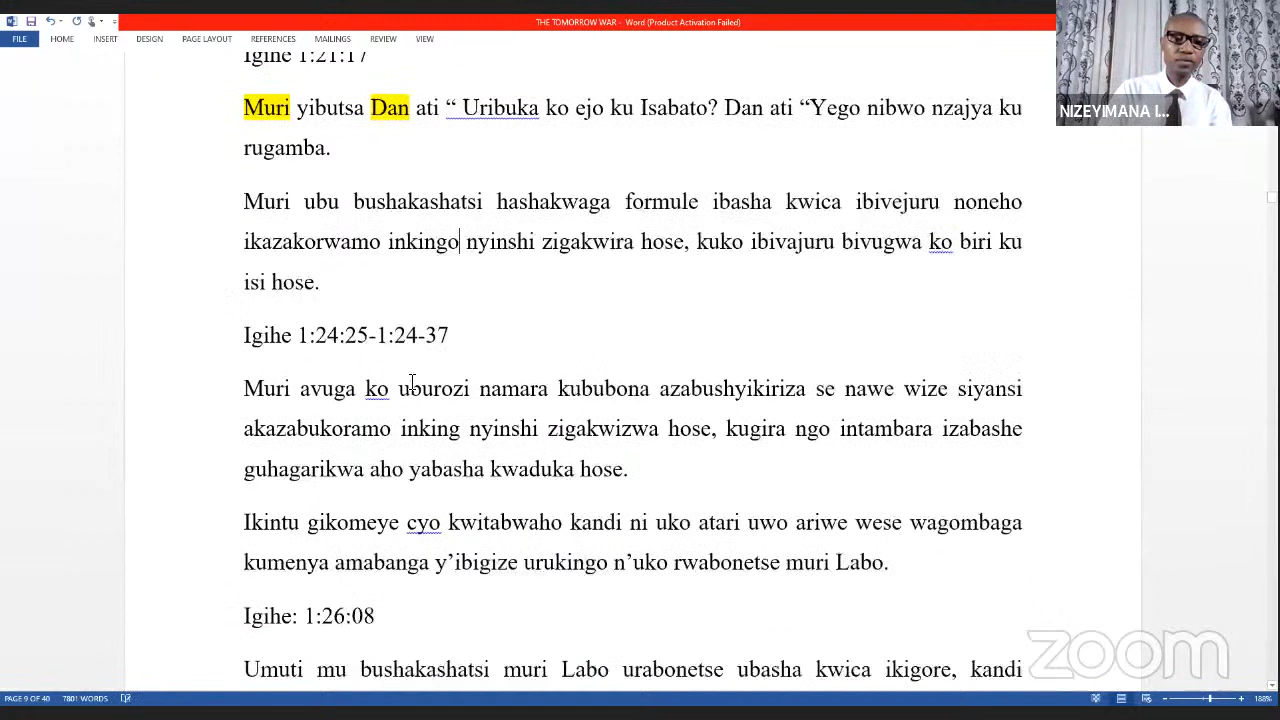 THE TOMORROW WAR - Word (Product Activation Failed)
FILE HOME INSERT DESIGN PAGE LAYOUT REFERENCES MAILINGS REVIEW VIEW
Igihe 1:21:17
Muri yibutsa Dan ati “ Uribuka ko ejo ku Isabato? Dan ati “Yego nibwo nzajya ku
rugamba.
Muri ubu bushakashatsi hashakwaga formule ibasha kwica ibivejuru noneho
ikazakorwamo inkingo nyinshi zigakwira hose, kuko ibivajuru bivugwa ko biri ku
isi hose.
Igihe 1:24:25-1:24-37
Muri avuga ko uburozi namara kububona azabushyikiriza se nawe wize siyansi
akazabukoramo inking nyinshi zigakwizwa hose, kugira ngo intambara izabashe
guhagarikwa aho yabasha kwaduka hose.
Ikintu gikomeye cyo kwitabwaho kandi ni uko atari uwo ariwe wese wagombaga
kumenya amabanga y’ibigize urukingo n’uko rwabonetse muri Labo.
Igihe: 1:26:08
Umuti mu bushakashatsi muri Labo urabonetse ubasha kwica ikigore, kandi
NIZEYIMANA I...
zoom
PAGE 9 OF 40 7801 WORDS
188%